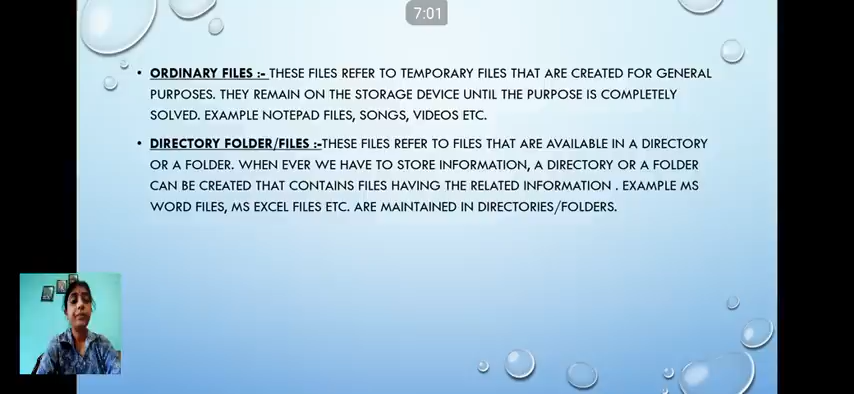 7:01
• ORDINARY FILES :- THESE FILES REFER TO TEMPORARY FILES THAT ARE CREATED FOR GENERAL
PURPOSES. THEY REMAIN ON THE STORAGE DEVICE UNTIL THE PURPOSE IS COMPLETELY
SOLVED. EXAMPLE NOTEPAD FILES, SONGS, VIDEOS ETC.
• DIRECTORY FOLDER/FILES :-THESE FILES REFER TO FILES THAT ARE AVAILABLE IN A DIRECTORY
OR A FOLDER. WHEN EVER WE HAVE TO STORE INFORMATION, A DIRECTORY OR A FOLDER
CAN BE CREATED THAT CONTAINS FILES HAVING THE RELATED INFORMATION . EXAMPLE MS
WORD FILES, MS EXCEL FILES ETC. ARE MAINTAINED IN DIRECTORIES/FOLDERS.